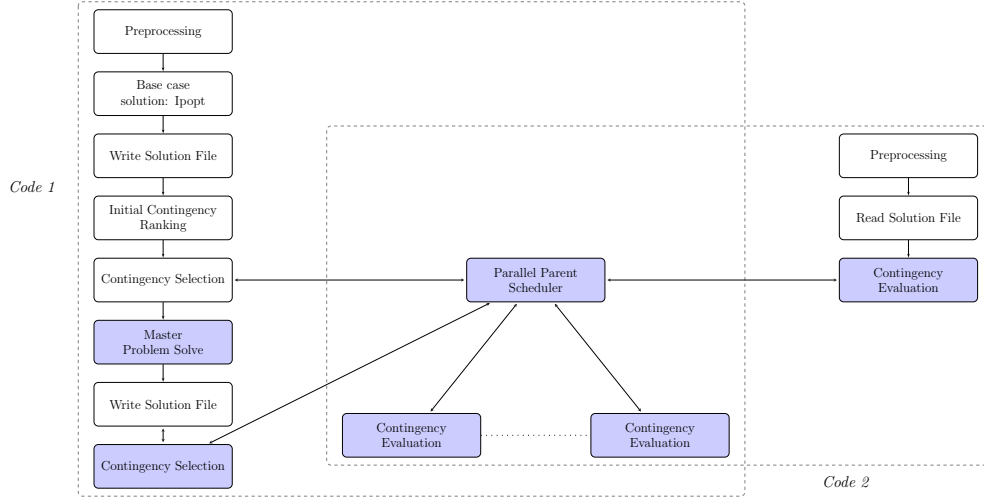 Preprocessing
Base case
solution: Ipopt
Write Solution File
Initial Contingency
Ranking
Contingency Selection
Master
Problem Solve
Write Solution File
Contingency Selection
Code 1
Parallel Parent
Scheduler
Contingency
Evaluation
Contingency
Evaluation
Preprocessing
Read Solution File
Contingency
Evaluation
Code 2